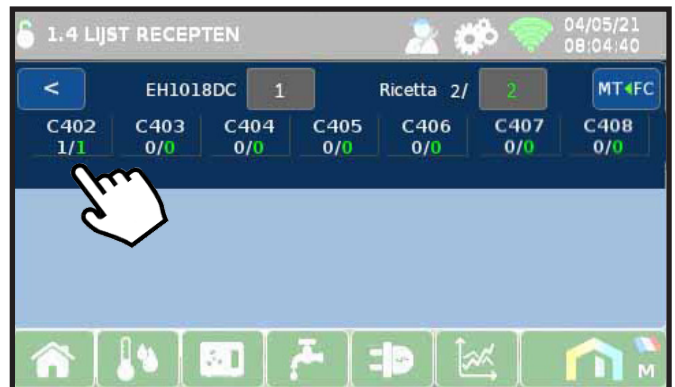 1.4 LIJST RECEPTEN
04/05/21
08:04:40
< EH1018DC 1 Ricetta 2/ 2 MT◀FC
C402 C403 C404 C405 C406 C407 C408
1/1 0/0 0/0 0/0 0/0 0/0 0/0
M